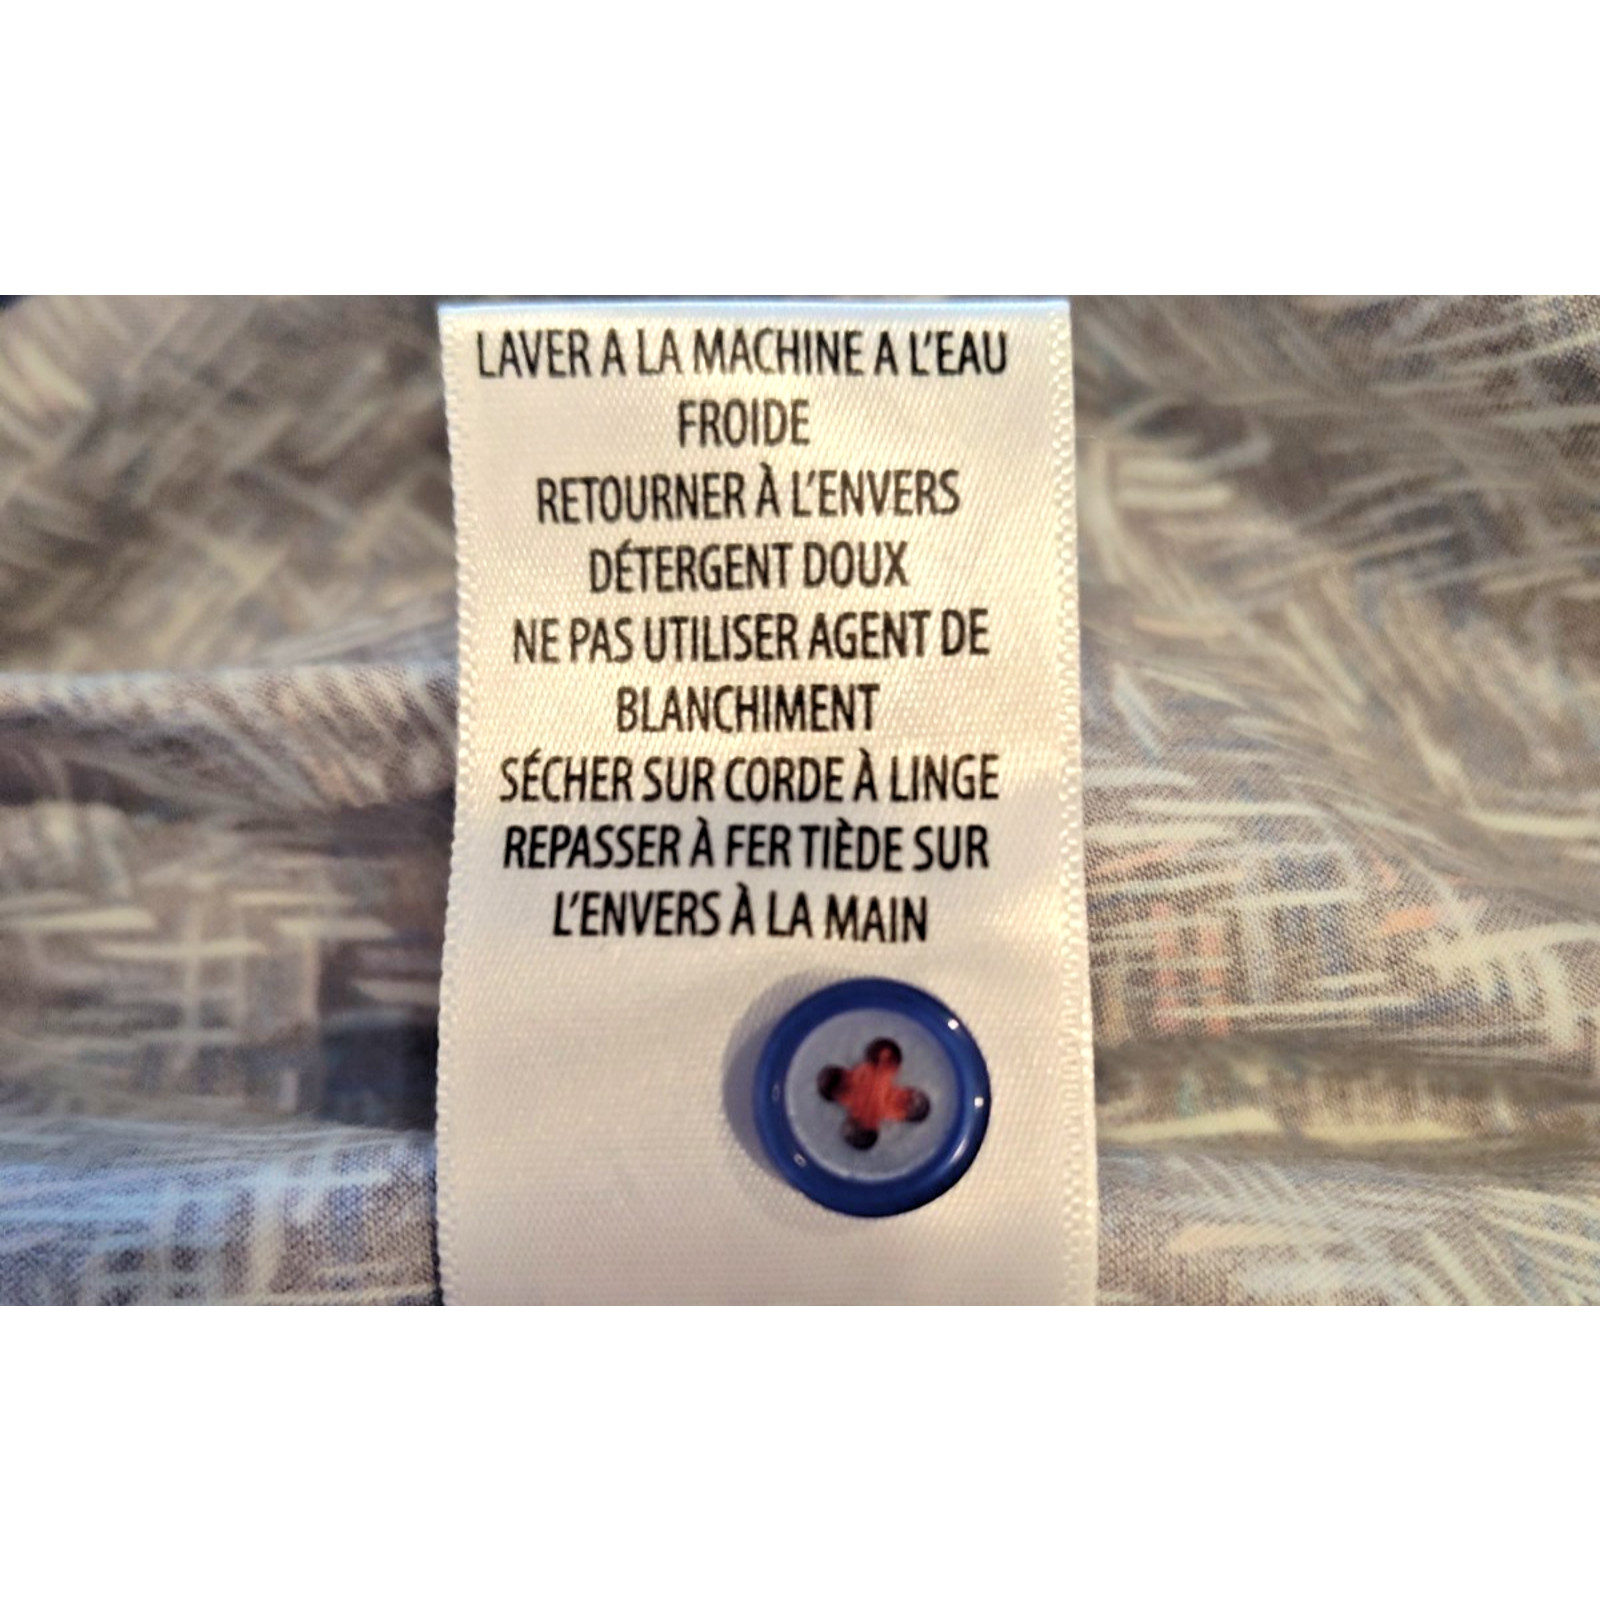 LAVER A LA MACHINE A L'EAU
FROIDE
RETOURNER À L'ENVERS
DÉTERGENT DOUX
NE PAS UTILISER AGENT DE
BLANCHIMENT
SÉCHER SUR CORDE À LINGE
REPASSER À FER TIÈDE SUR
L'ENVERS À LA MAIN